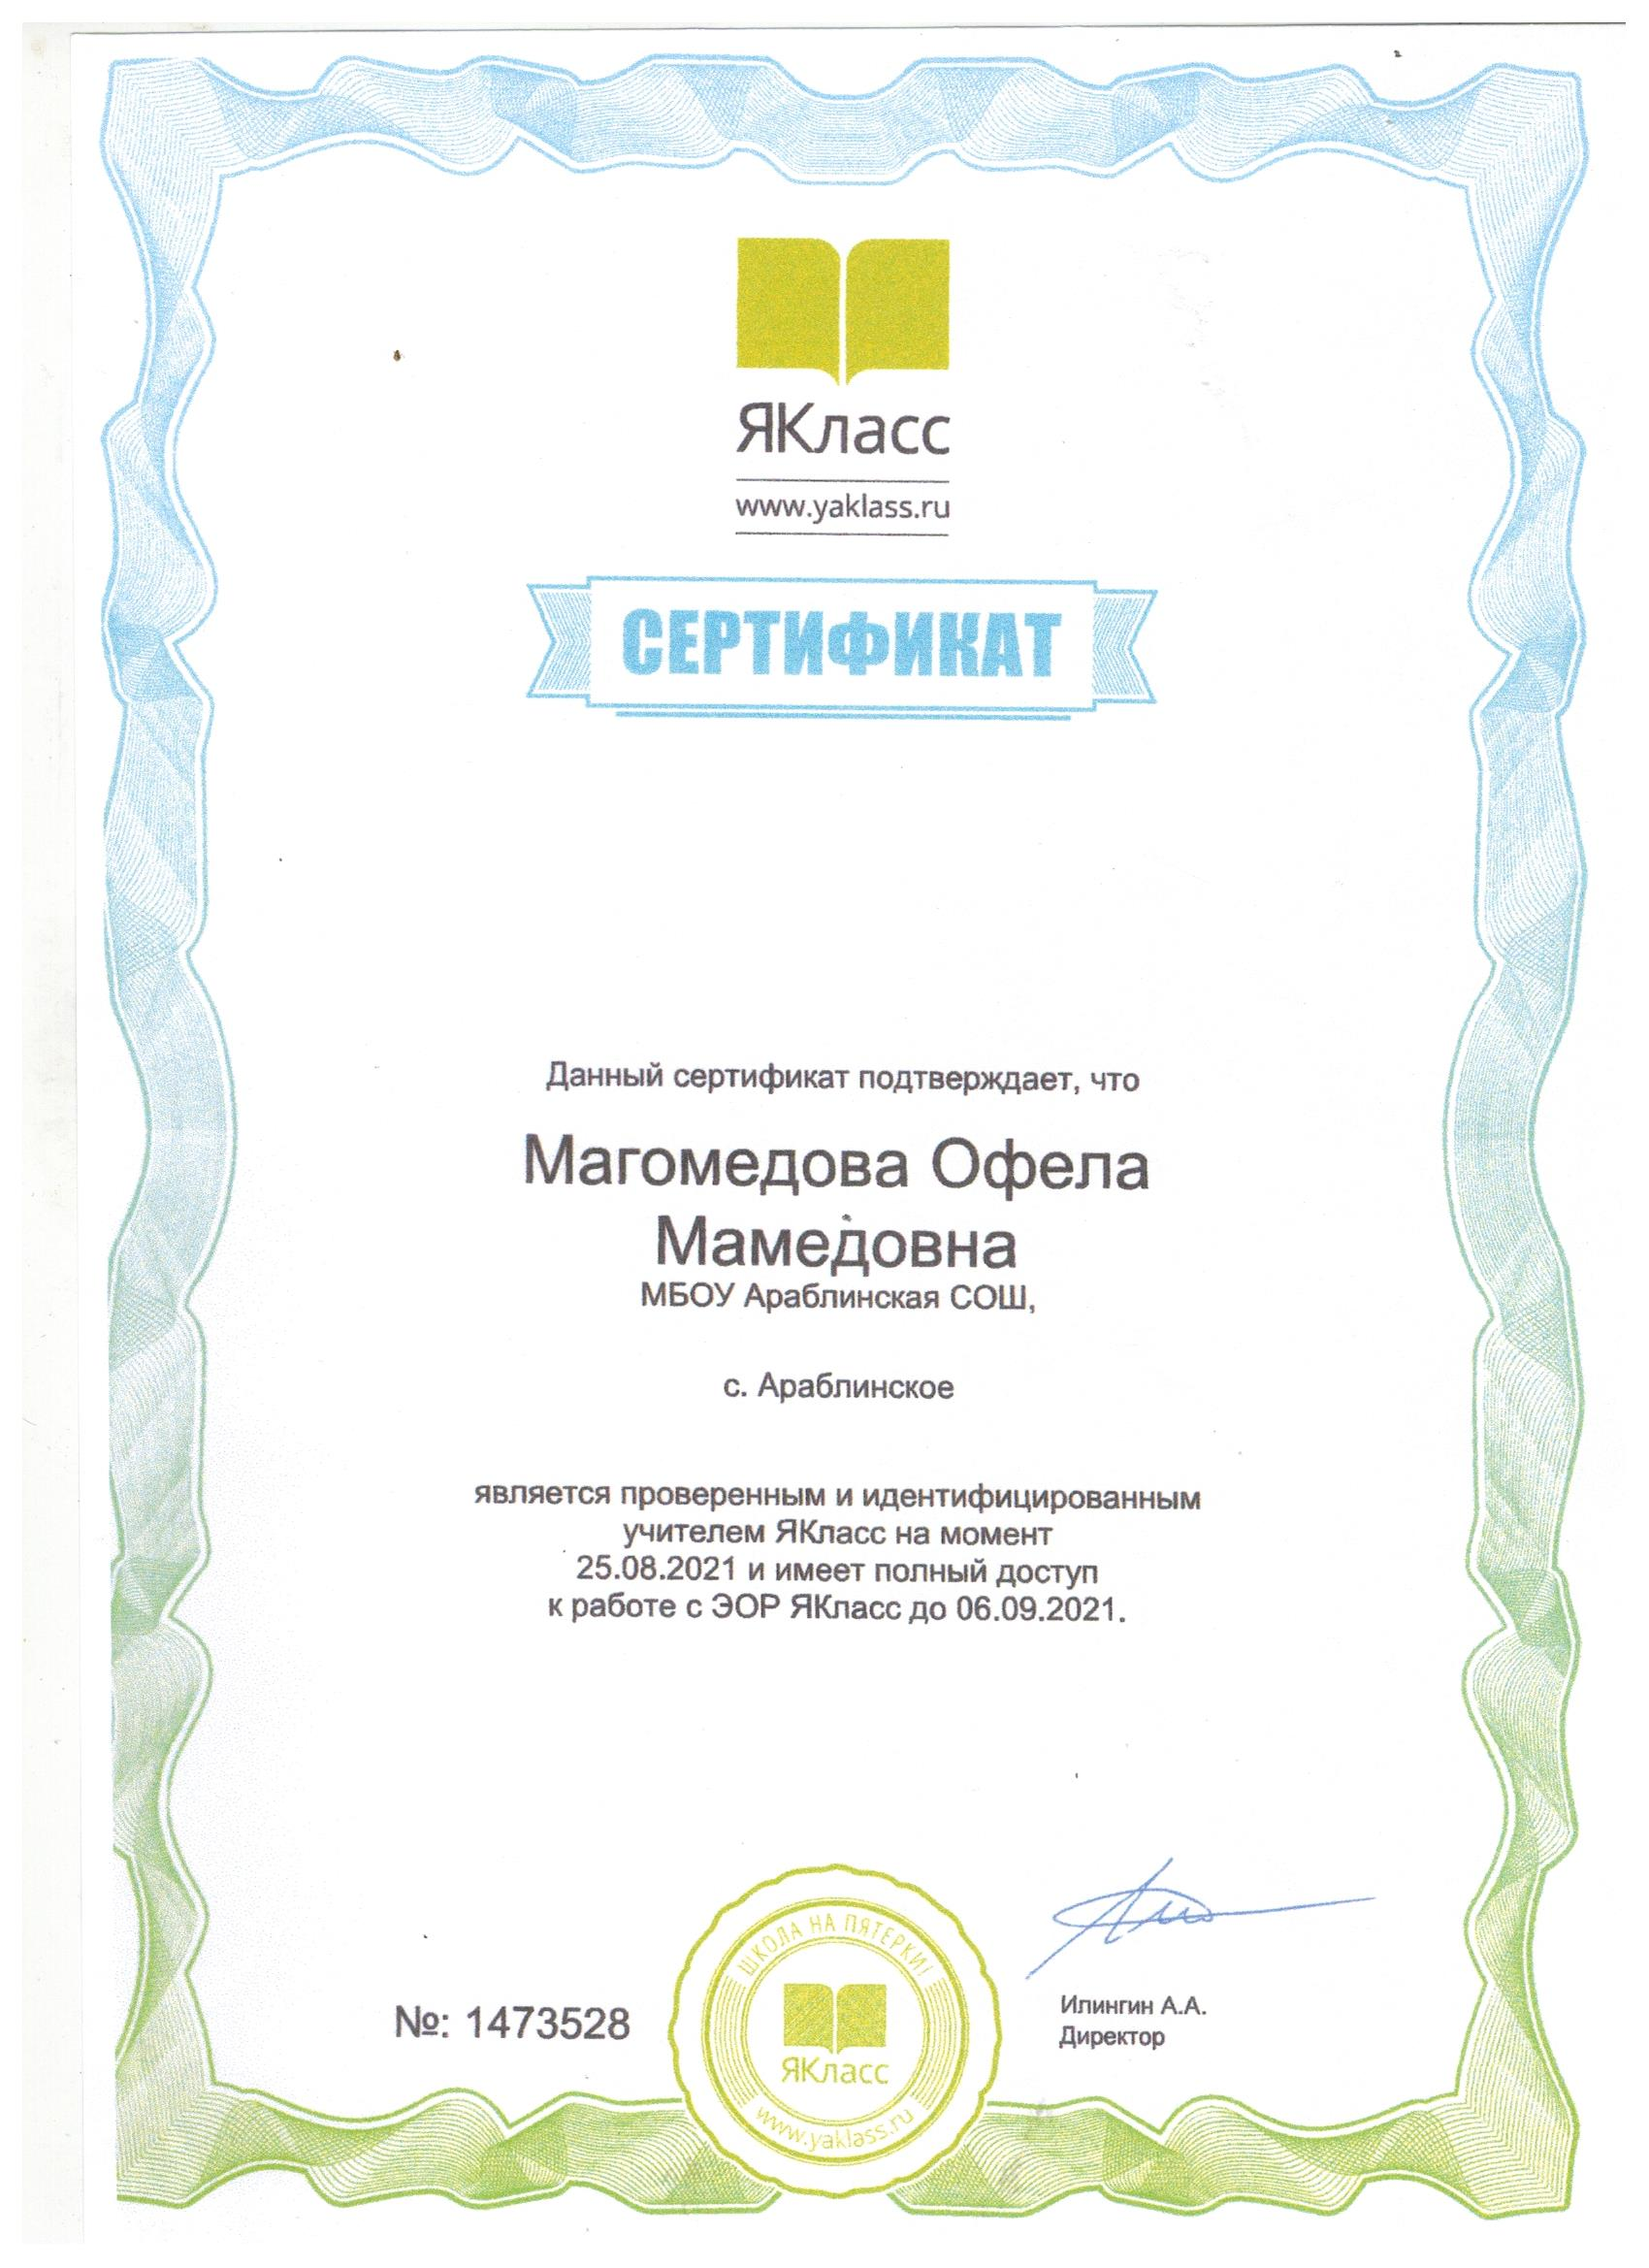 ЯКласс
www.yaklass.ru
СЕРТИФИКАТ
Данный сертификат подтверждает, что
Магомедова Офела
Мамедовна
МБОУ Араблинская СОШ,
с. Араблинское
является проверенным и идентифицированным
учителем ЯКласс на момент
25.08.2021 и имеет полный доступ
к работе с ЭОР ЯКласс до 06.09.2021.
№: 1473528
ШКОЛА НА ПЯТЕРКИ!
ЯКласс
www.yaklass.ru
Илингин А.А.
Директор